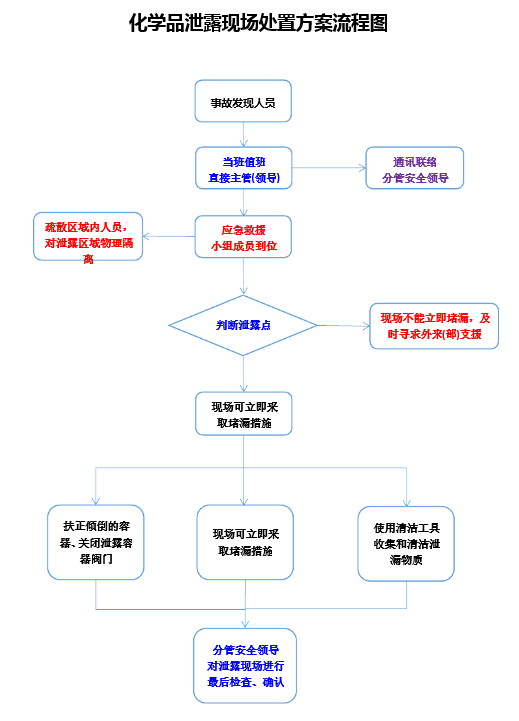 化学品泄露现场处置方案流程图
事故发现人员
当班值班
直接主管(领导)
通讯联络
分管安全领导
疏散区域内人员，
对泄露区域物理隔
离
应急救援
小组成员到位
判断泄露点
现场不能立即堵漏，及
时寻求外来(部)支援
现场可立即采
取堵漏措施
扶正倾倒的容
器、关闭泄露容
器阀门
现场可立即采
取堵漏措施
使用清洁工具
收集和清洁泄
漏物质
分管安全领导
对泄露现场进行
最后检查、确认